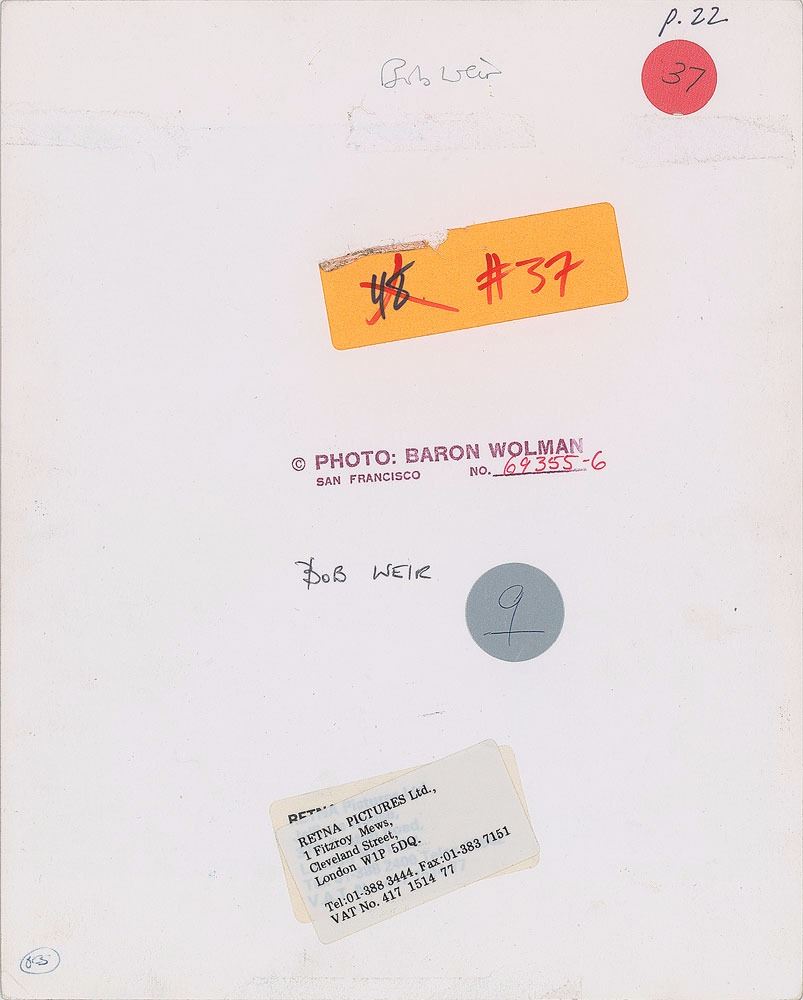 p. 22
Bob Weir
37
48 #37
© PHOTO: BARON WOLMAN
SAN FRANCISCO NO. 69355-6
BOB WEIR
9
RETNA
RETNA PICTURES Ltd.,
1 Fitzroy Mews,
Cleveland Street,
London W1P 5DQ.
Tel:01-388 3444. Fax:01-383 7151
VAT No. 417 1514 77